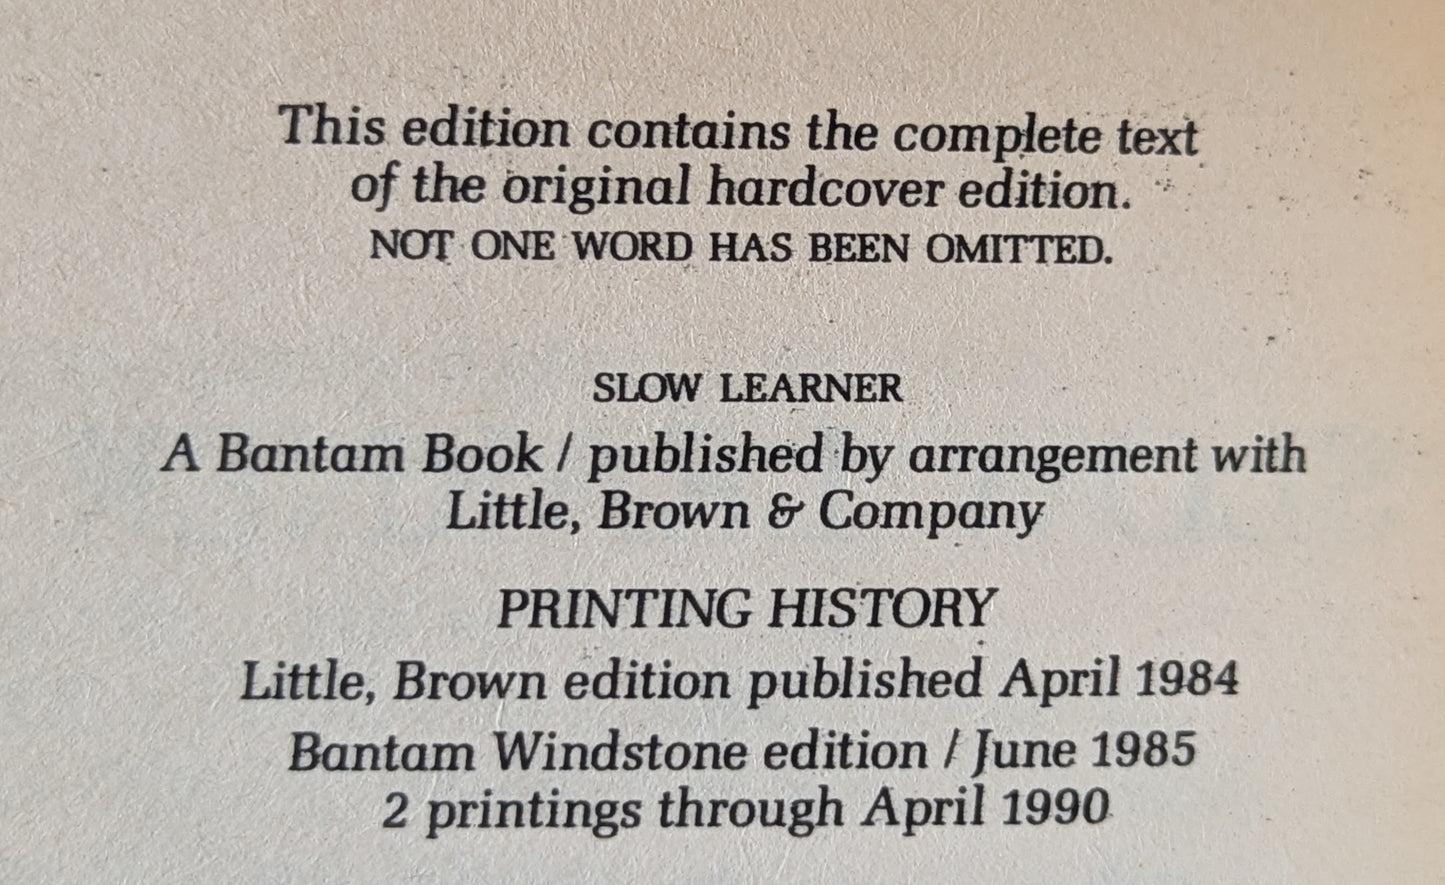 This edition contains the complete text
of the original hardcover edition.
NOT ONE WORD HAS BEEN OMITTED.
SLOW LEARNER
A Bantam Book / published by arrangement with
Little, Brown & Company
PRINTING HISTORY
Little, Brown edition published April 1984
Bantam Windstone edition / June 1985
2 printings through April 1990